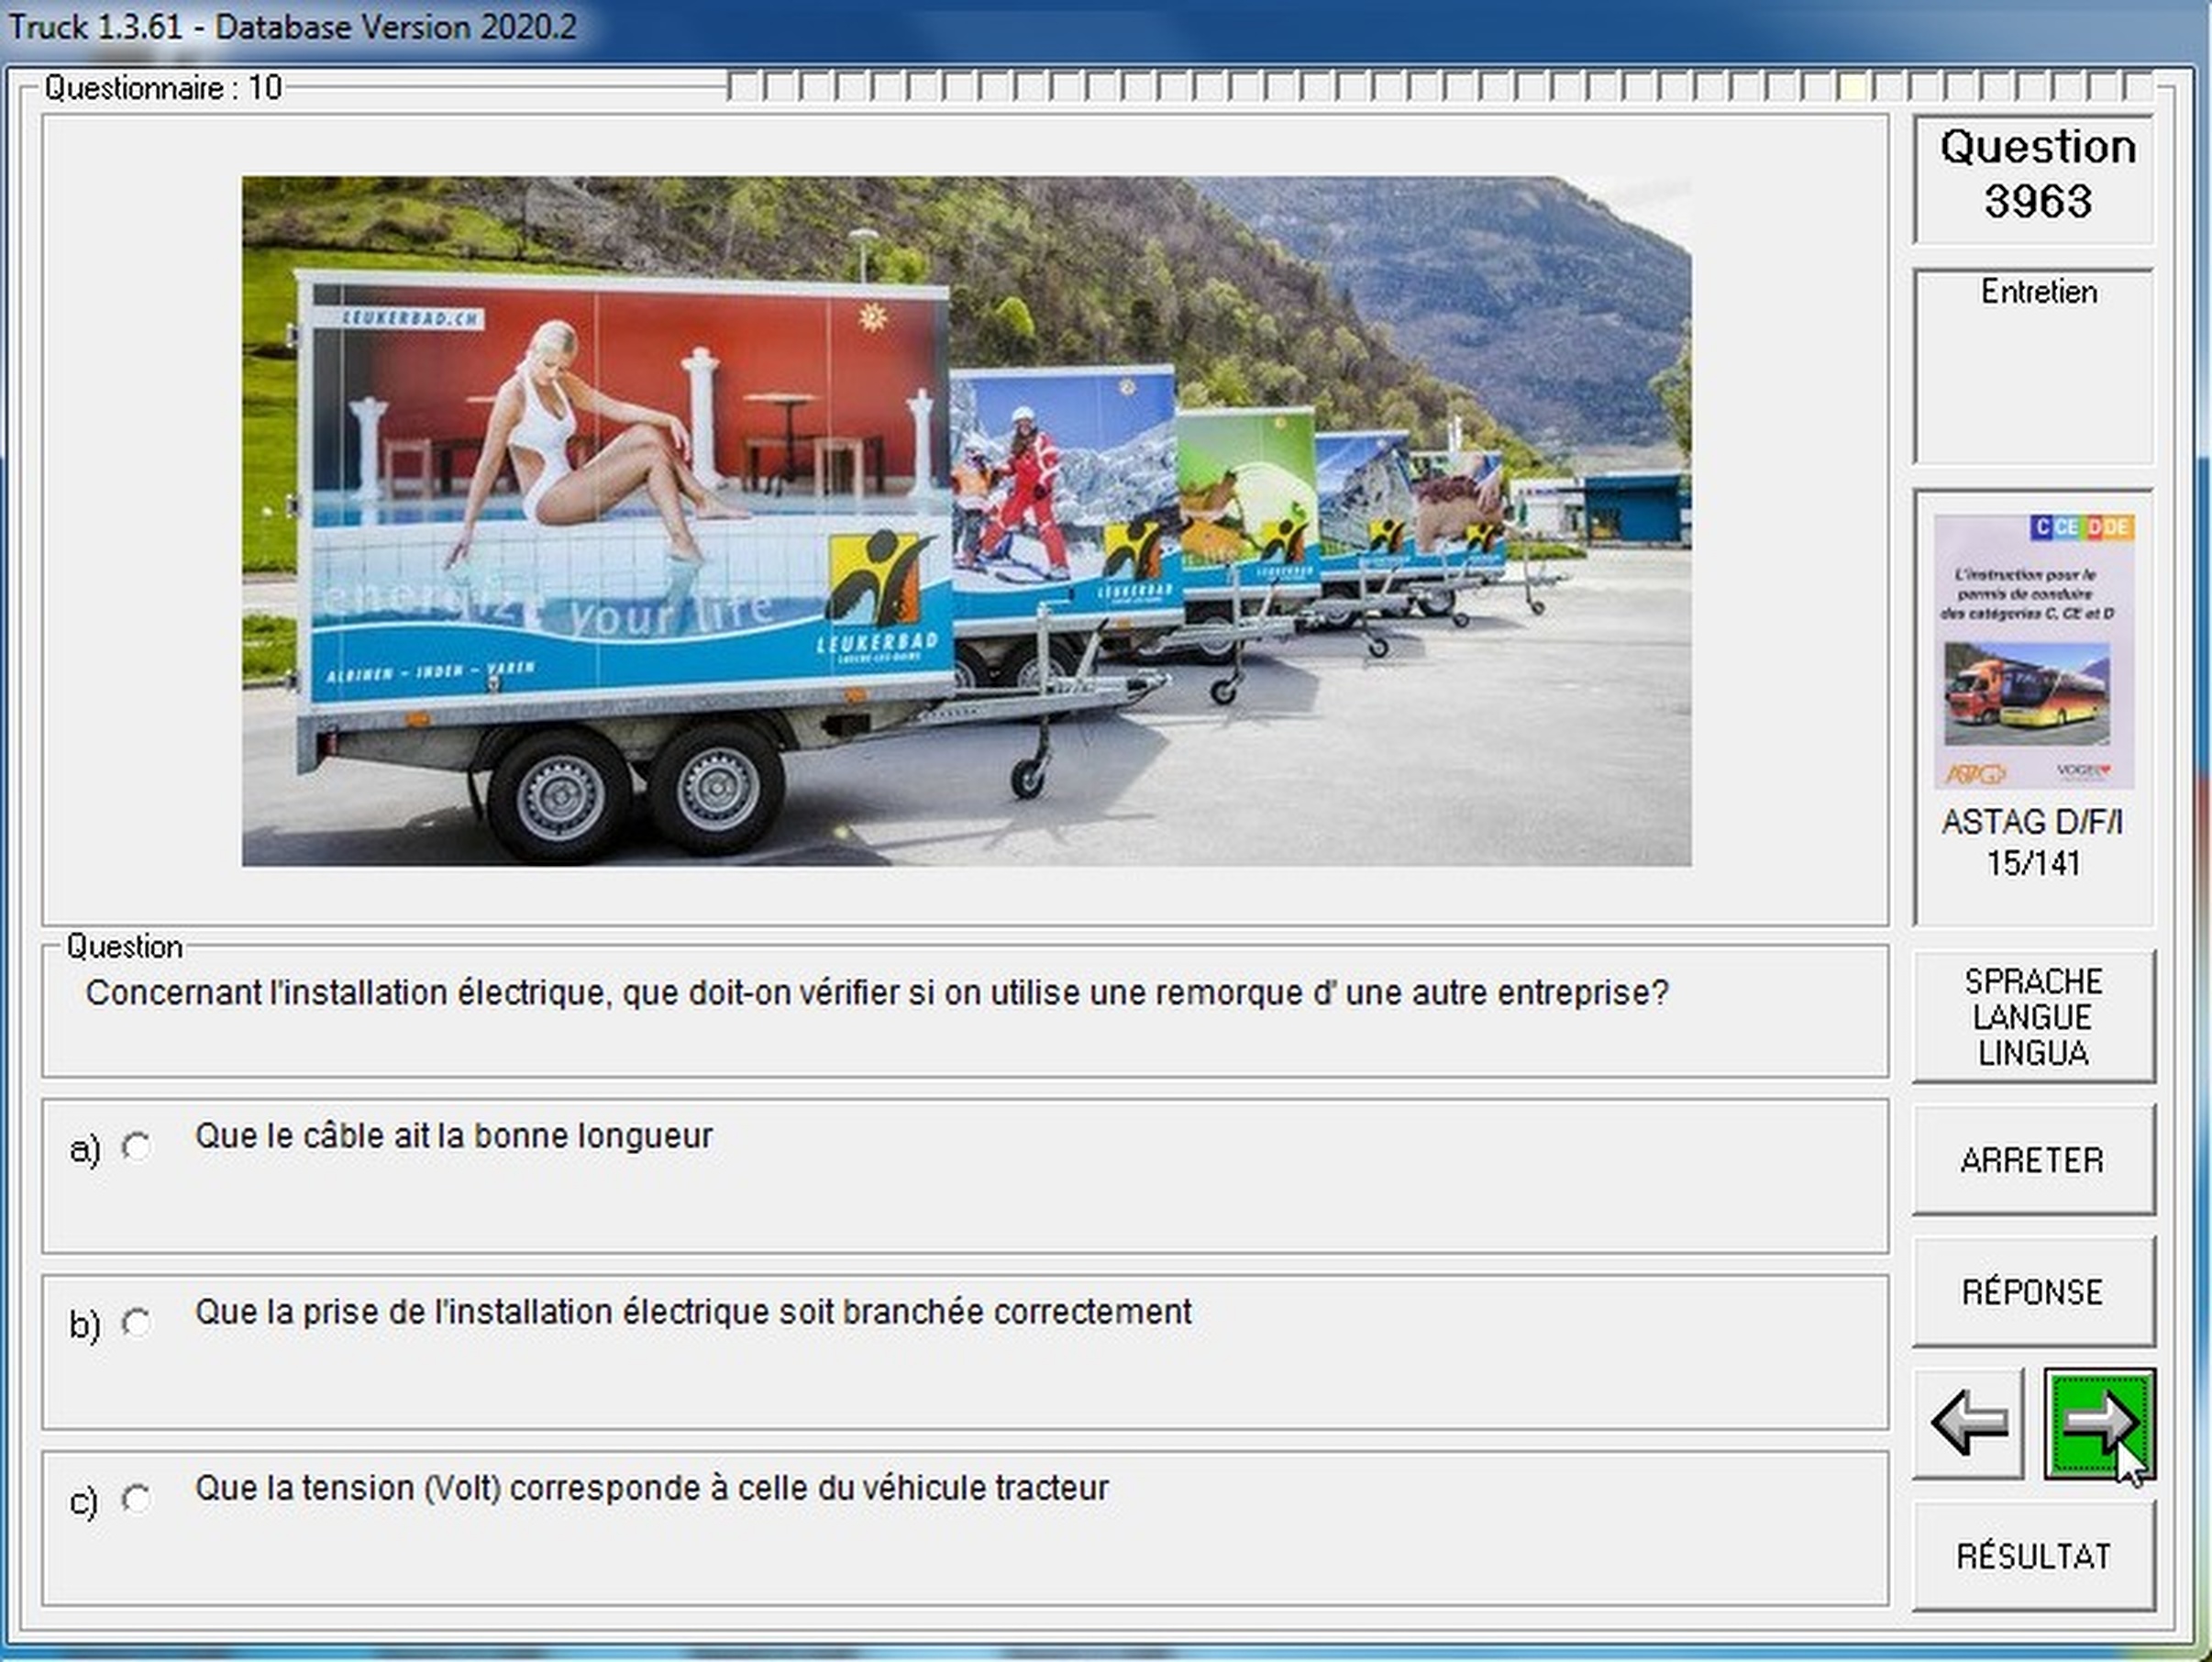 Truck 1.3.61 - Database Version 2020.2
Questionnaire : 10
Question
3963
Entretien
LEUKERBAD.CH
energize your life
LEUKERBAD
ALBINEN - INDEN - VAREN
LEUKERBAD
LEUKERBAD
C CE D DE
L'instruction pour le
permis de conduire
des catégories C, CE et D
ASTAG
VOGEL
ASTAG D/F/I
15/141
Question
Concernant l'installation électrique, que doit-on vérifier si on utilise une remorque d' une autre entreprise?
a) Que le câble ait la bonne longueur
b) Que la prise de l'installation électrique soit branchée correctement
c) Que la tension (Volt) corresponde à celle du véhicule tracteur
SPRACHE
LANGUE
LINGUA
ARRETER
RÉPONSE
RÉSULTAT